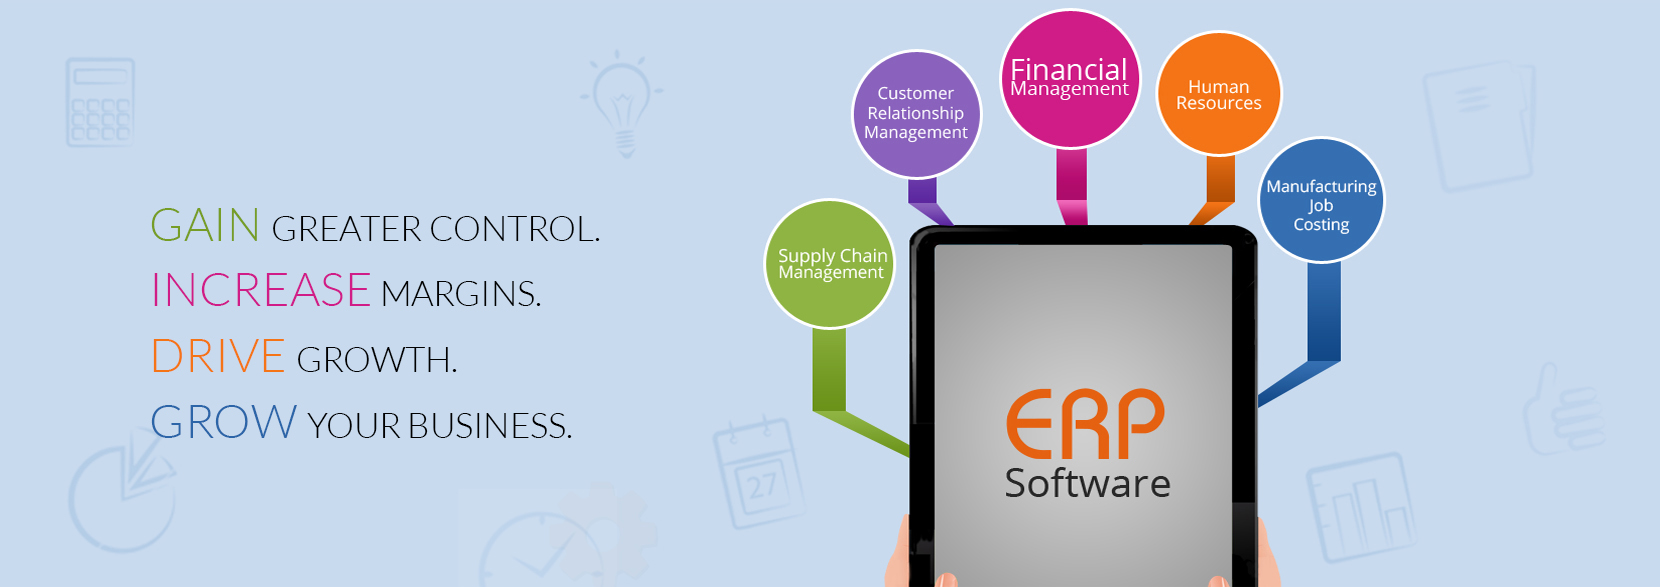 GAIN GREATER CONTROL.
INCREASE MARGINS.
DRIVE GROWTH.
GROW YOUR BUSINESS.
Supply Chain
Management
Customer
Relationship
Management
Financial
Management
Human
Resources
Manufacturing
Job
Costing
ERP
Software
27